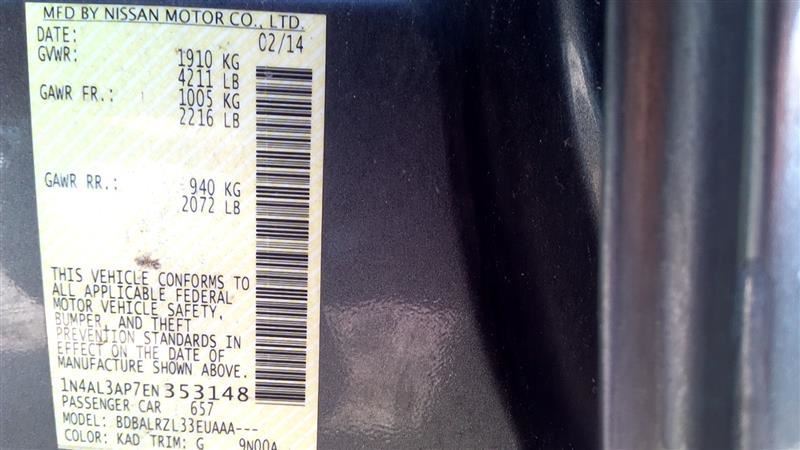 MFD BY NISSAN MOTOR CO., LTD.
DATE: 02/14
GVWR: 1910 KG
4211 LB
GAWR FR.: 1005 KG
2216 LB
GAWR RR.: 940 KG
2072 LB
THIS VEHICLE CONFORMS TO
ALL APPLICABLE FEDERAL
MOTOR VEHICLE SAFETY,
BUMPER, AND THEFT
PREVENTION STANDARDS IN
EFFECT ON THE DATE OF
MANUFACTURE SHOWN ABOVE.
1N4AL3AP7EN353148
PASSENGER CAR 657
MODEL: BDBALRZL33EUAAA---
COLOR: KAD TRIM: G 9N00A